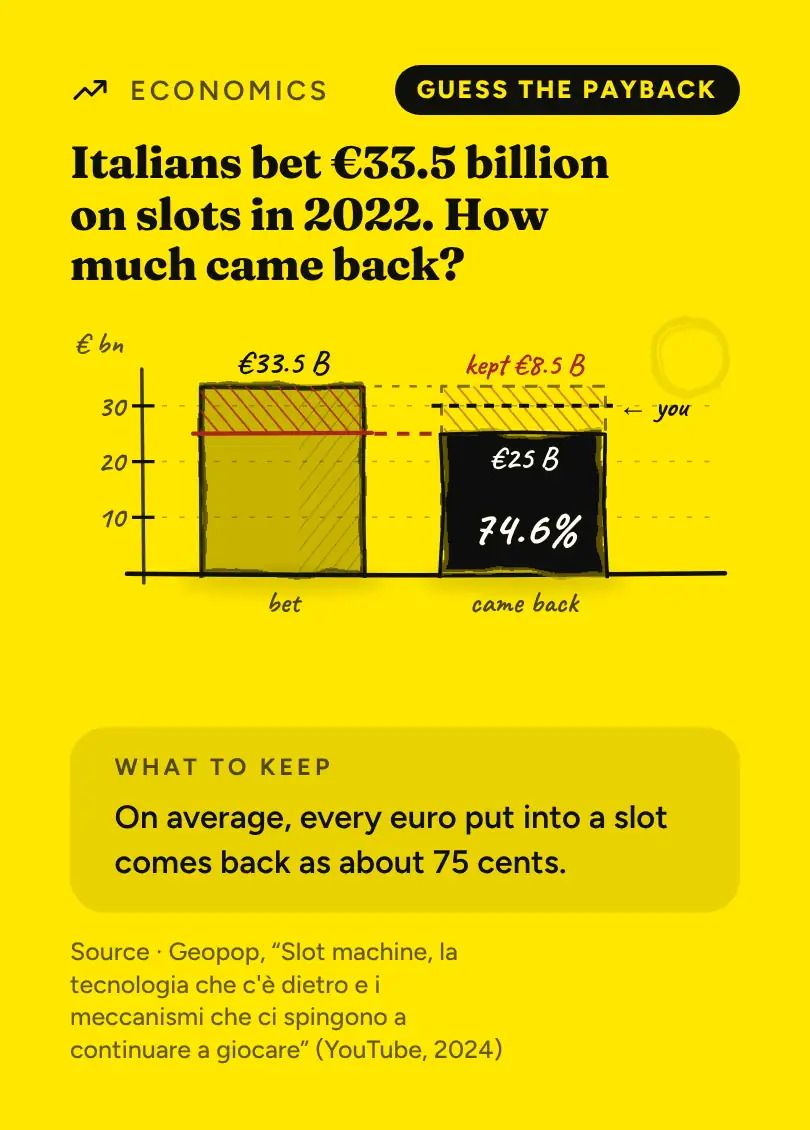 ECONOMICS
GUESS THE PAYBACK
Italians bet €33.5 billion
on slots in 2022. How
much came back?
€ bn
€33.5 B
kept €8.5 B
30
← you
20
€25 B
10
74.6%
bet
came back
WHAT TO KEEP
On average, every euro put into a slot
comes back as about 75 cents.
Source · Geopop, “Slot machine, la
tecnologia che c'è dietro e i
meccanismi che ci spingono a
continuare a giocare” (YouTube, 2024)